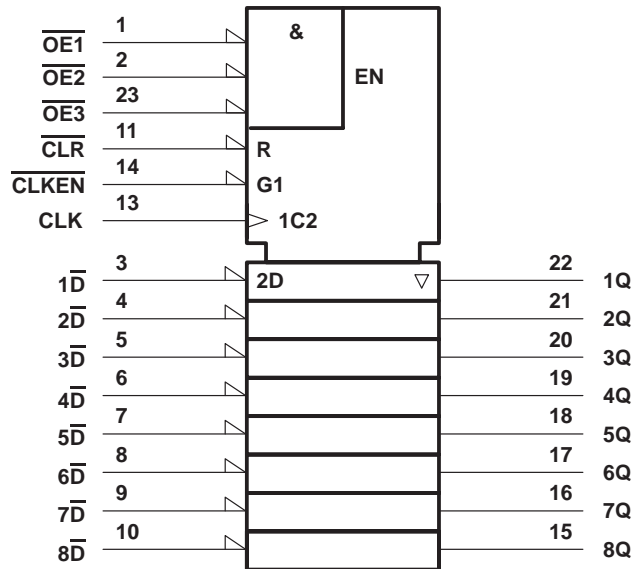 OE1 1 &
OE2 2 EN
OE3 23
CLR 11 R
CLKEN 14 G1
CLK 13 1C2
1D̅ 3 2D ▽ 22 1Q
2D̅ 4 21 2Q
3D̅ 5 20 3Q
4D̅ 6 19 4Q
5D̅ 7 18 5Q
6D̅ 8 17 6Q
7D̅ 9 16 7Q
8D̅ 10 15 8Q